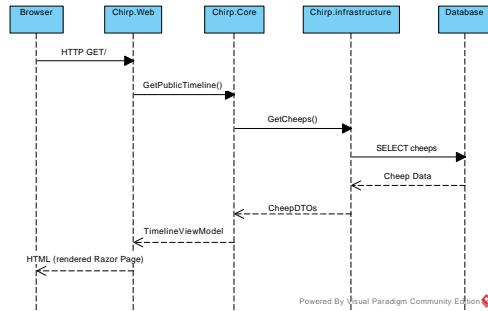 Browser
Chirp.Web
Chirp.Core
Chirp.infrastructure
Database
HTTP GET/
GetPublicTimeline()
GetCheeps()
SELECT cheeps
Cheep Data
CheepDTOs
TimelineViewModel
HTML (rendered Razor Page)
Powered By Visual Paradigm Community Edition